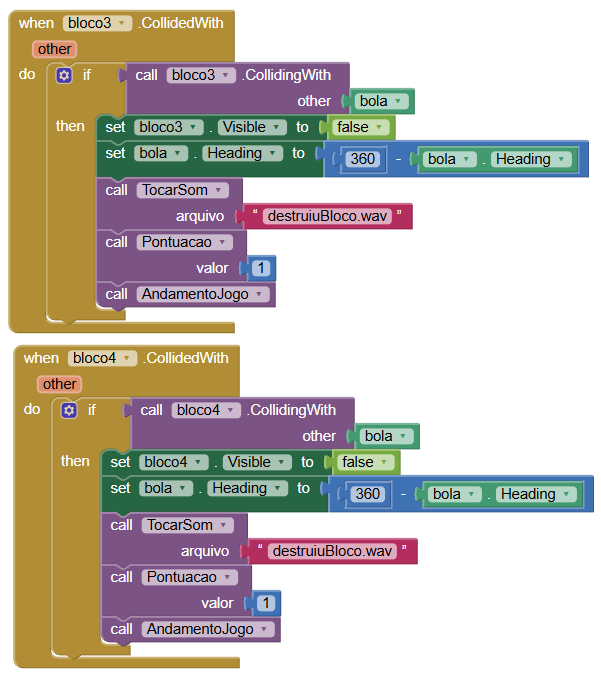 when bloco3 .CollidedWith
other
do if call bloco3 .CollidingWith
other bola
then set bloco3 . Visible to false
set bola . Heading to 360 - bola . Heading
call TocarSom
arquivo “ destruiuBloco.wav ”
call Pontuacao
valor 1
call AndamentoJogo
when bloco4 .CollidedWith
other
do if call bloco4 .CollidingWith
other bola
then set bloco4 . Visible to false
set bola . Heading to 360 - bola . Heading
call TocarSom
arquivo “ destruiuBloco.wav ”
call Pontuacao
valor 1
call AndamentoJogo